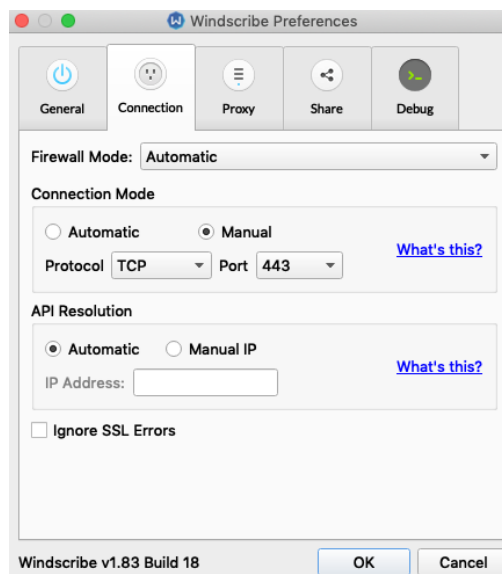 Windscribe Preferences
General Connection Proxy Share Debug
Firewall Mode: Automatic
Connection Mode
Automatic Manual
What's this?
Protocol TCP Port 443
API Resolution
Automatic Manual IP
What's this?
IP Address:
Ignore SSL Errors
Windscribe v1.83 Build 18 OK Cancel